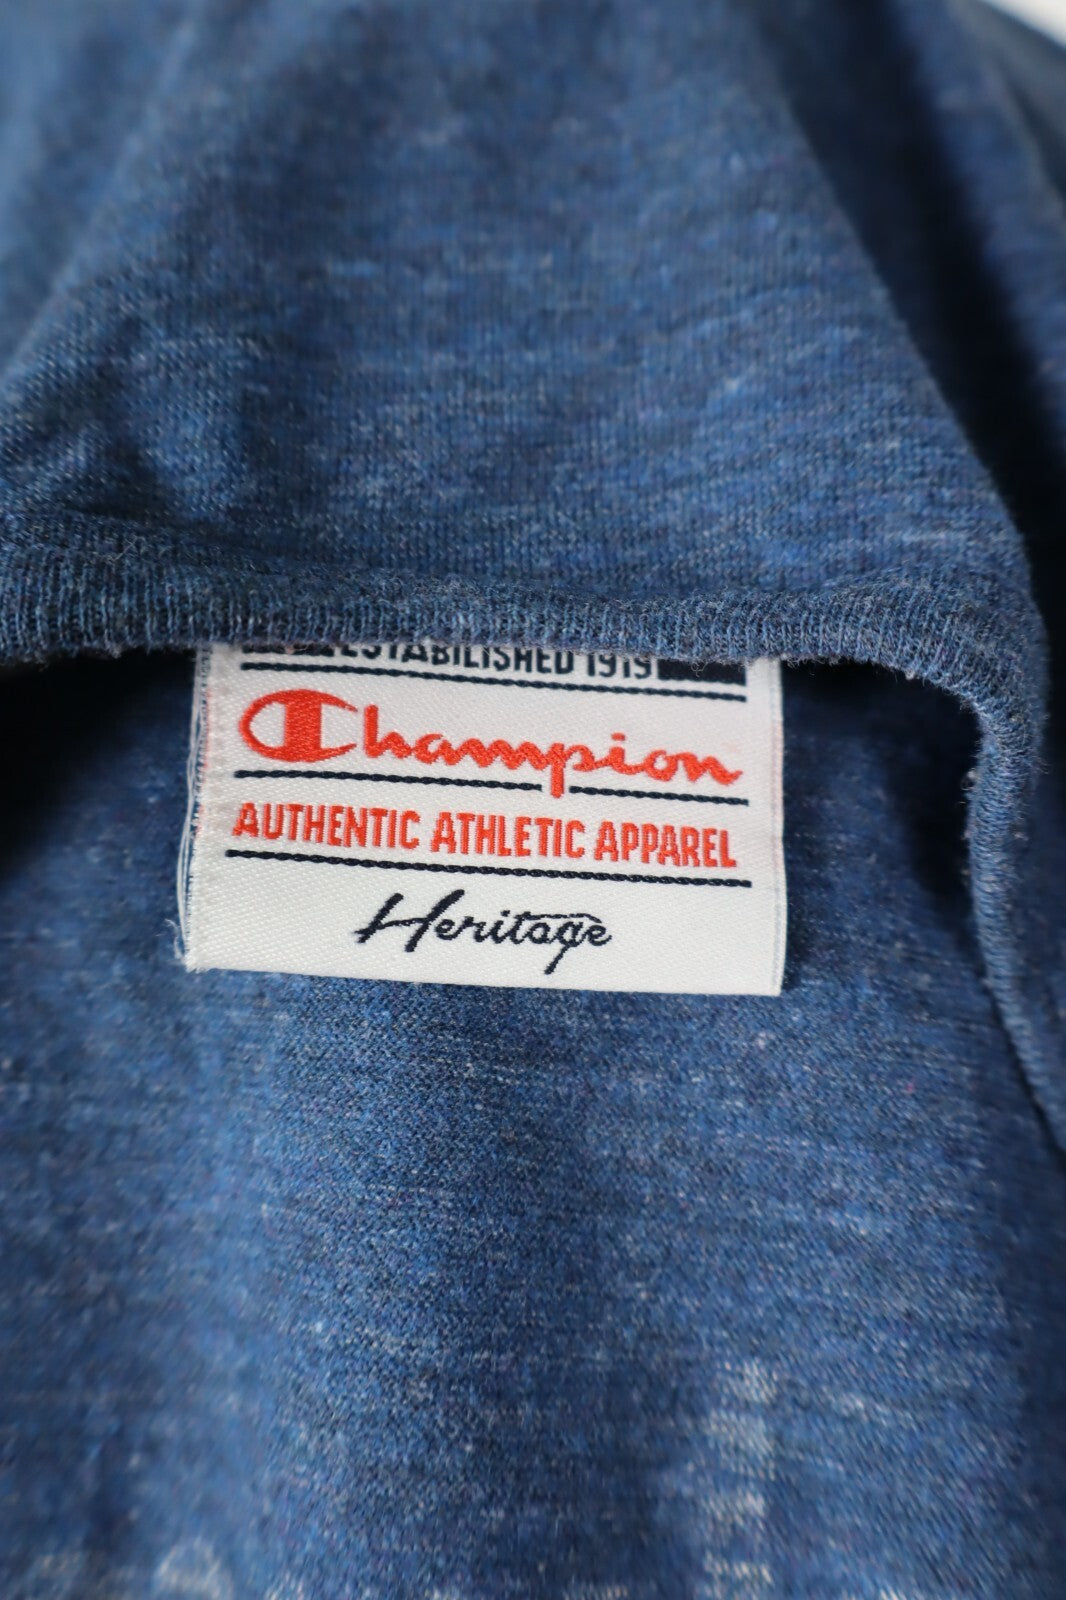 ESTABILISHED 1919
Champion
AUTHENTIC ATHLETIC APPAREL
Heritage